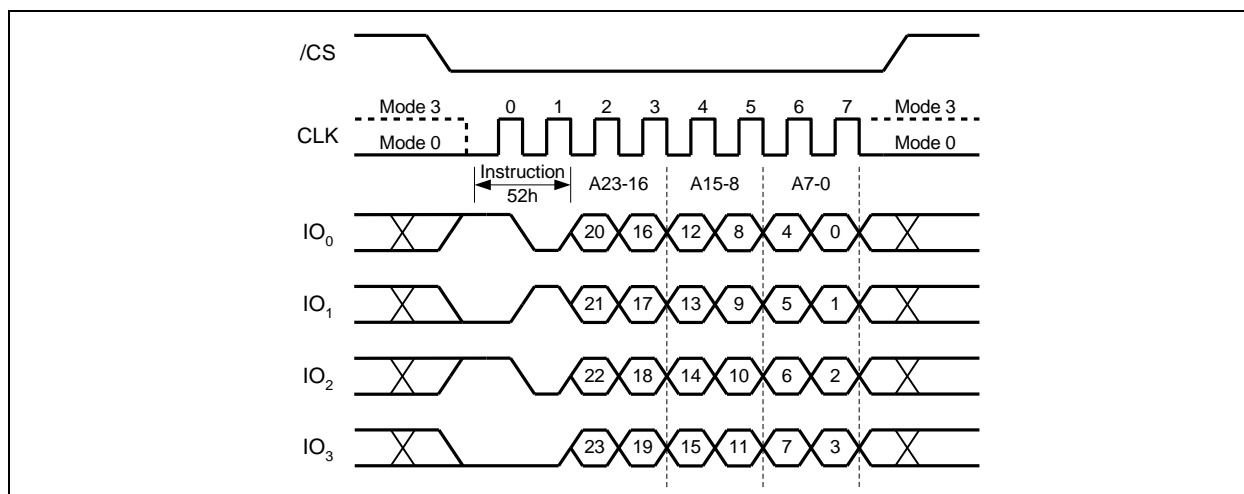 /CS
Mode 3 0 1 2 3 4 5 6 7 Mode 3
CLK
Mode 0 Mode 0
Instruction
52h
A23-16 A15-8 A7-0
IO0 20 16 12 8 4 0
IO1 21 17 13 9 5 1
IO2 22 18 14 10 6 2
IO3 23 19 15 11 7 3